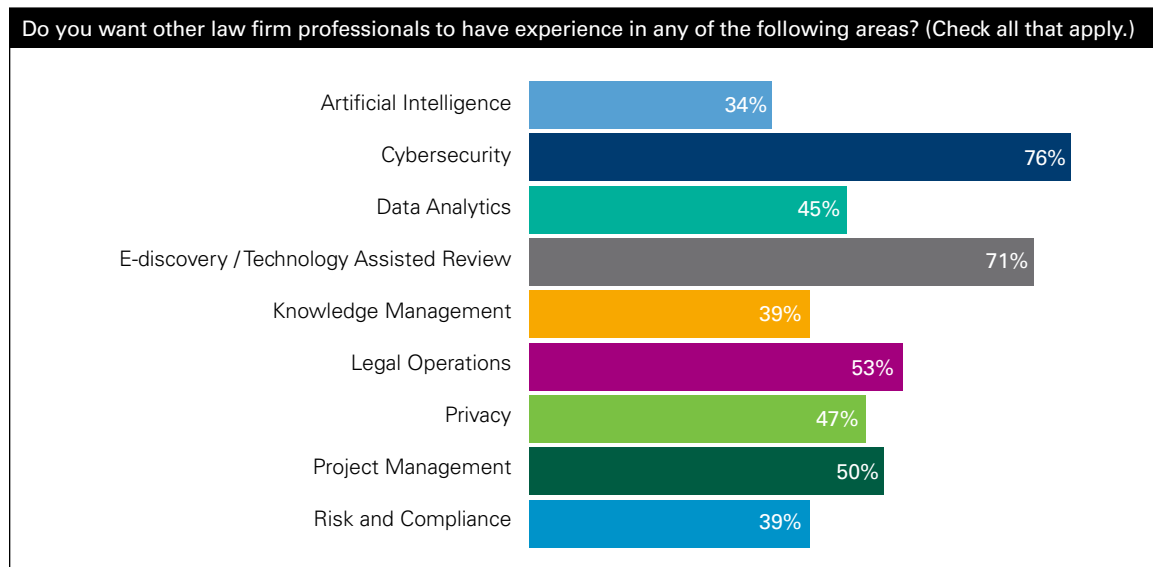 Do you want other law firm professionals to have experience in any of the following areas? (Check all that apply.)
Artificial Intelligence 34%
Cybersecurity 76%
Data Analytics 45%
E-discovery / Technology Assisted Review 71%
Knowledge Management 39%
Legal Operations 53%
Privacy 47%
Project Management 50%
Risk and Compliance 39%